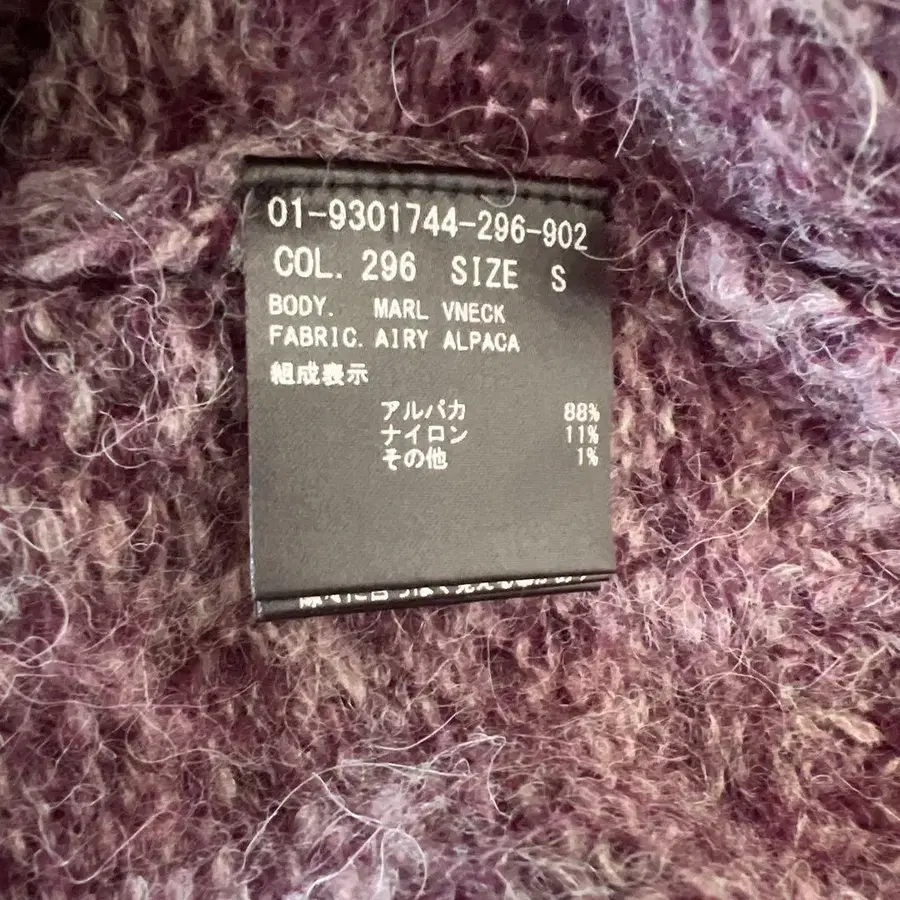 01-9301744-296-902
COL. 296 SIZE S
BODY. MARL VNECK
FABRIC. AIRY ALPACA
組成表示
アルパカ 88%
ナイロン 11%
その他 1%